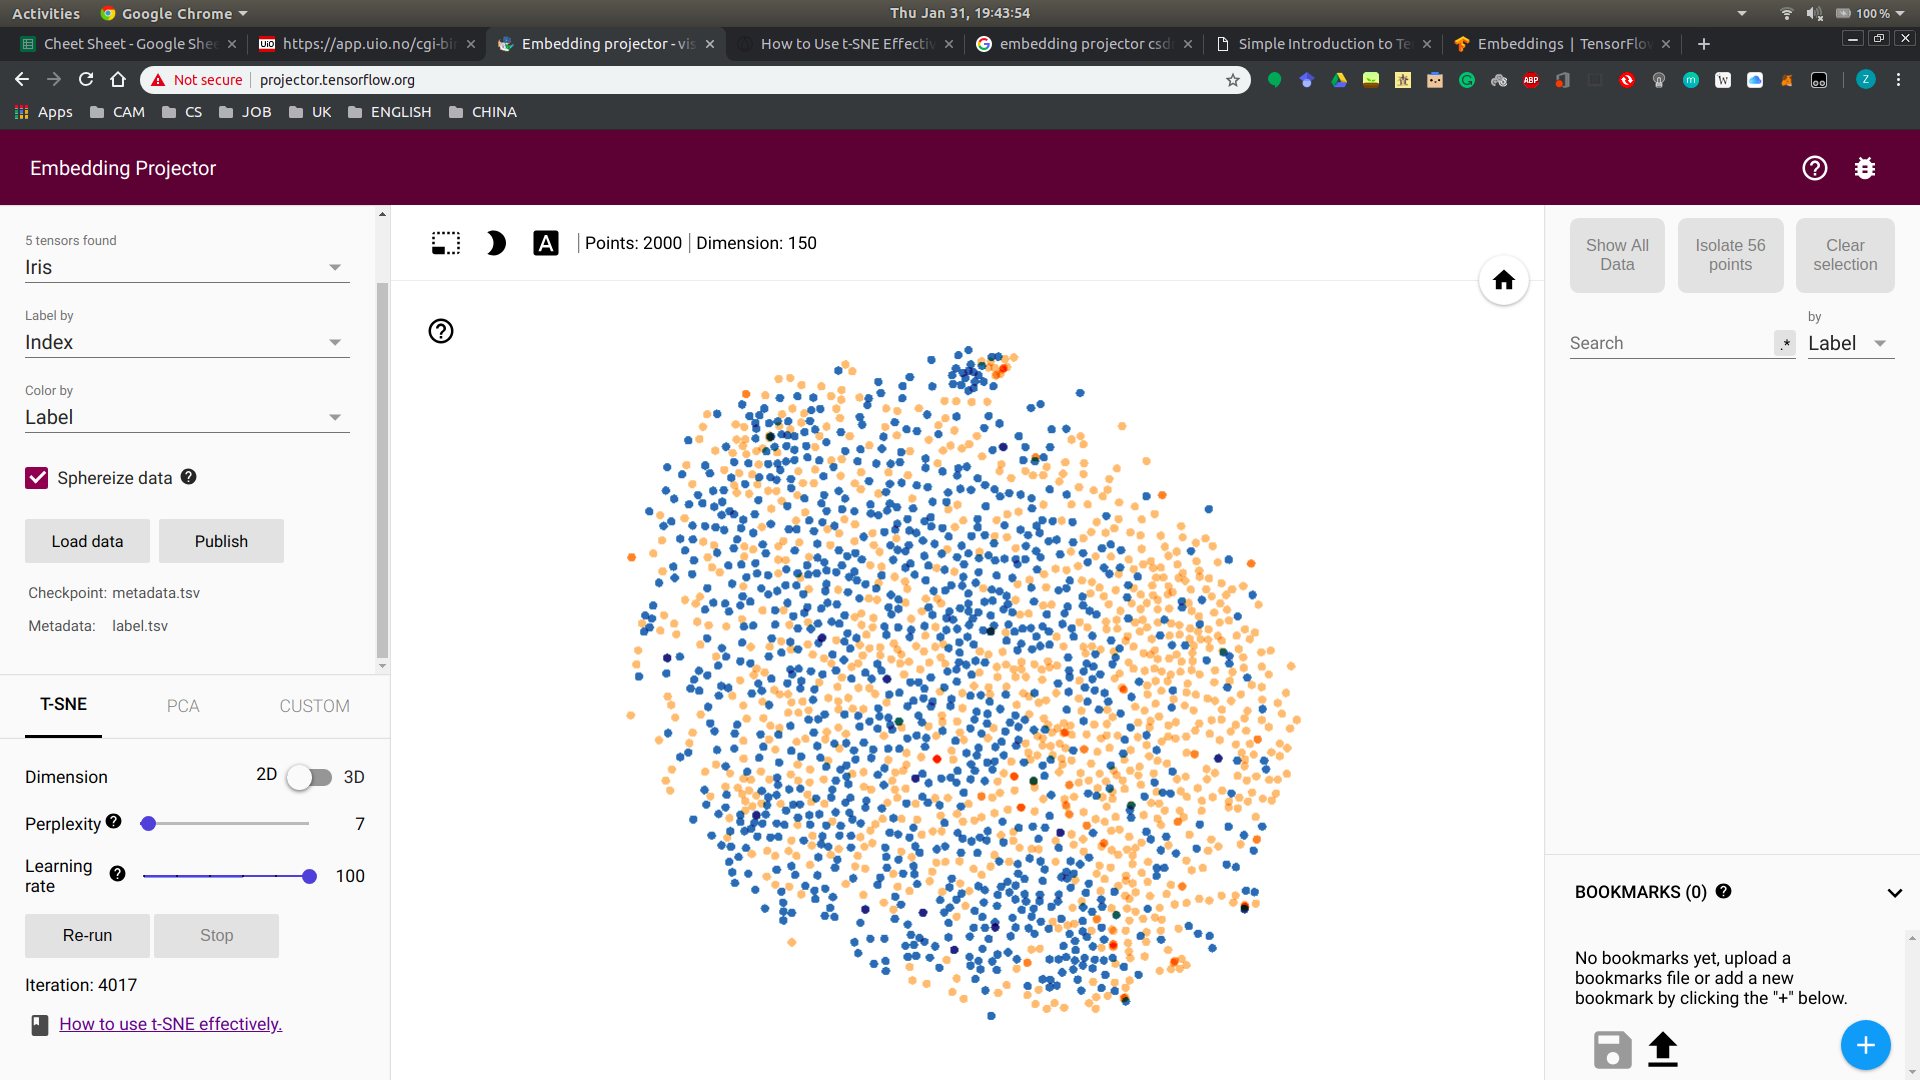 Activities Google Chrome Thu Jan 31, 19:43:54 100 %
Cheet Sheet - Google She UiO https://app.uio.no/cgi-bi Embedding projector - vis How to Use t-SNE Effectiv embedding projector csd Simple Introduction to Te Embeddings | TensorFlo
Not secure projector.tensorflow.org ABP m W Z
Apps CAM CS JOB UK ENGLISH CHINA
Embedding Projector
5 tensors found
Iris
Label by
Index
Color by
Label
Sphereize data
Load data Publish
Checkpoint: metadata.tsv
Metadata: label.tsv
T-SNE PCA CUSTOM
Dimension 2D 3D
Perplexity 7
Learning rate 100
Re-run Stop
Iteration: 4017
How to use t-SNE effectively.
A Points: 2000 Dimension: 150
Show All Data
Isolate 56 points
Clear selection
Search .* by Label
BOOKMARKS (0)
No bookmarks yet, upload a
bookmarks file or add a new
bookmark by clicking the "+" below.